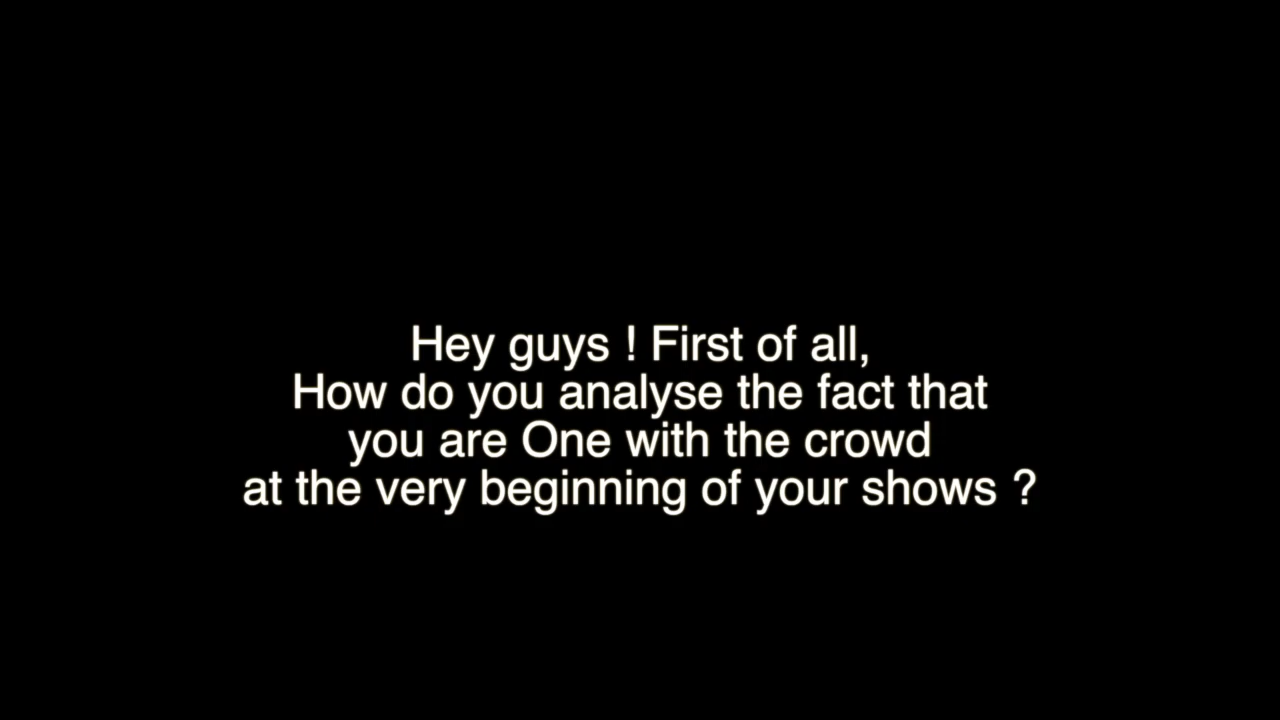 Hey guys ! First of all,
How do you analyse the fact that
you are One with the crowd
at the very beginning of your shows ?